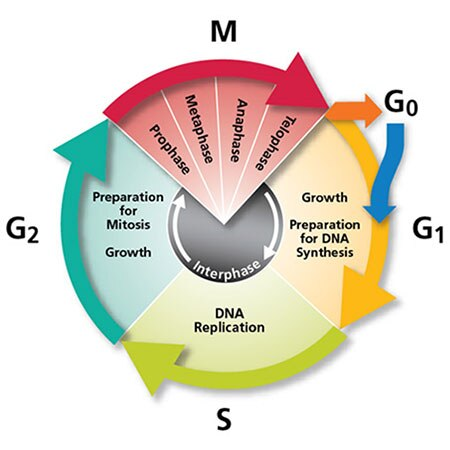 M
Prophase
Metaphase
Anaphase
Telophase
G0
G1
Growth
Preparation
for DNA
Synthesis
G2
Preparation
for
Mitosis
Growth
Interphase
DNA
Replication
S